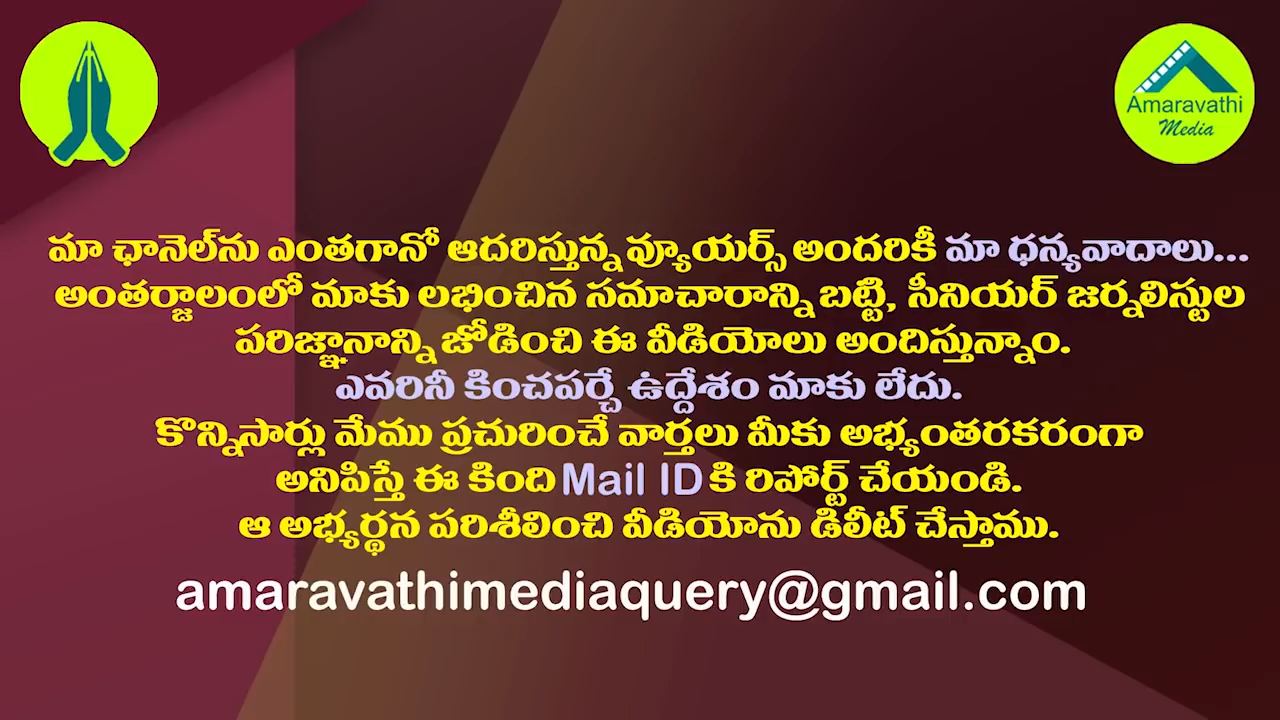 Amaravathi
Media
మా ఛానెల్‌ను ఎంతగానో ఆదరిస్తున్న వ్యూయర్స్ అందరికీ మా ధన్యవాదాలు...
అంతర్జాలంలో మాకు లభించిన సమాచారాన్ని బట్టి, సీనియర్ జర్నలిస్టుల
పరిజ్ఞానాన్ని జోడించి ఈ వీడియోలు అందిస్తున్నాం.
ఎవరినీ కించపర్చే ఉద్దేశం మాకు లేదు.
కొన్నిసార్లు మేము ప్రచురించే వార్తలు మీకు అభ్యంతరకరంగా
అనిపిస్తే ఈ కింది Mail ID కి రిపోర్ట్ చేయండి.
ఆ అభ్యర్థన పరిశీలించి వీడియోను డిలీట్ చేస్తాము.
amaravathimediaquery@gmail.com